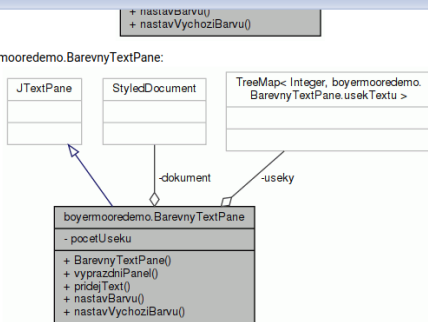 + nastavBarvu()
+ nastavVychoziBarvu()
mooredemo.BarevnyTextPane:
JTextPane
StyledDocument
TreeMap< Integer, boyermooredemo.
BarevnyTextPane.usekTextu >
-dokument
-useky
boyermooredemo.BarevnyTextPane
- pocetUseku
+ BarevnyTextPane()
+ vyprazdniPanel()
+ pridejText()
+ nastavBarvu()
+ nastavVychoziBarvu()